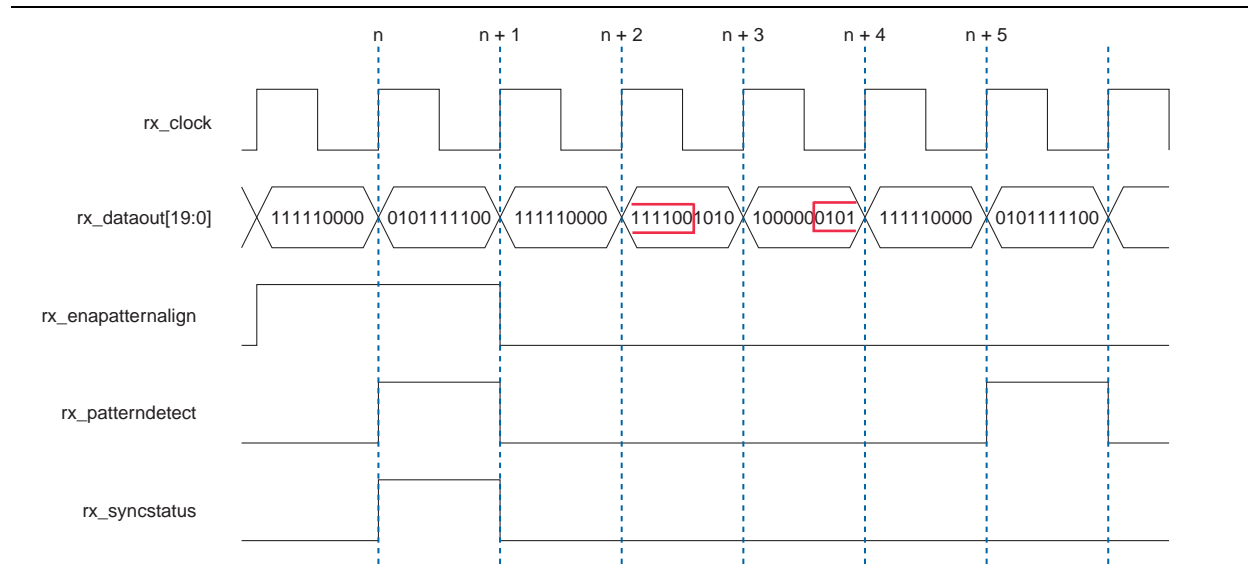 n n + 1 n + 2 n + 3 n + 4 n + 5
rx_clock
rx_dataout[19:0] 111110000 0101111100 111110000 1111001010 1000000101 111110000 0101111100
rx_enapatternalign
rx_patterndetect
rx_syncstatus